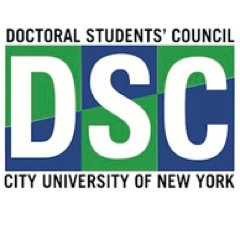 DOCTORAL STUDENTS' COUNCIL
DSC
CITY UNIVERSITY OF NEW YORK